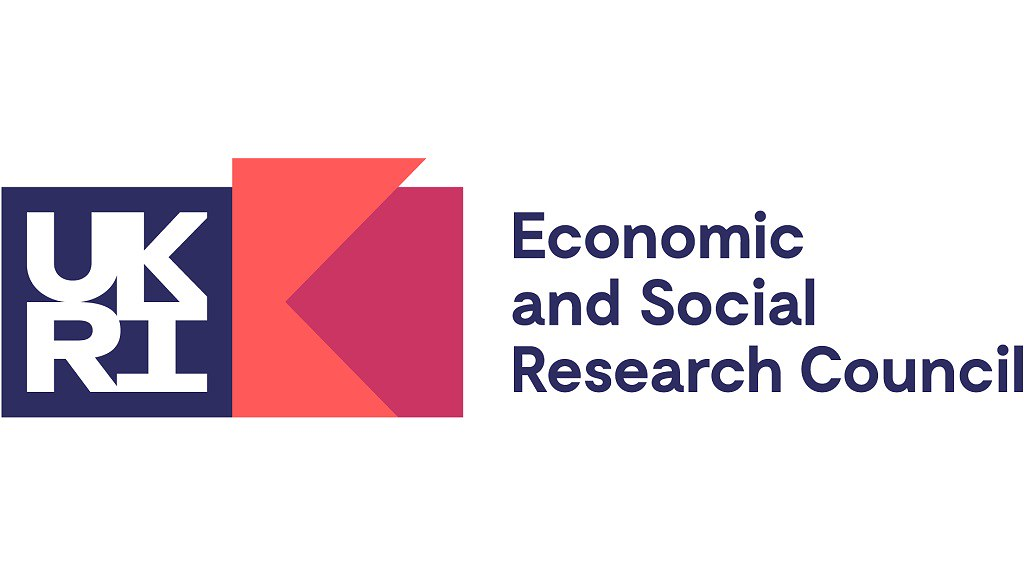 UK
RI
Economic
and Social
Research Council